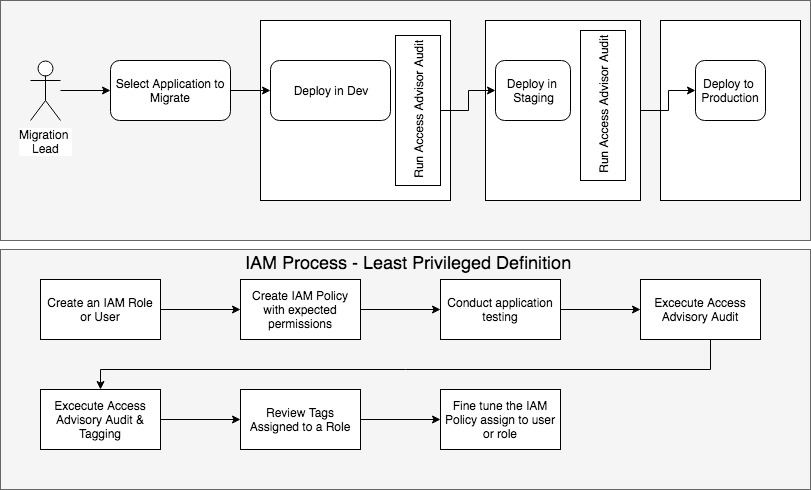 Migration
Lead
Select Application to
Migrate
Deploy in Dev
Run Access Advisor Audit
Deploy in
Staging
Run Access Advisor Audit
Deploy to
Production
IAM Process - Least Privileged Definition
Create an IAM Role
or User
Create IAM Policy
with expected
permissions
Conduct application
testing
Excecute Access
Advisory Audit
Excecute Access
Advisory Audit &
Tagging
Review Tags
Assigned to a Role
Fine tune the IAM
Policy assign to user
or role